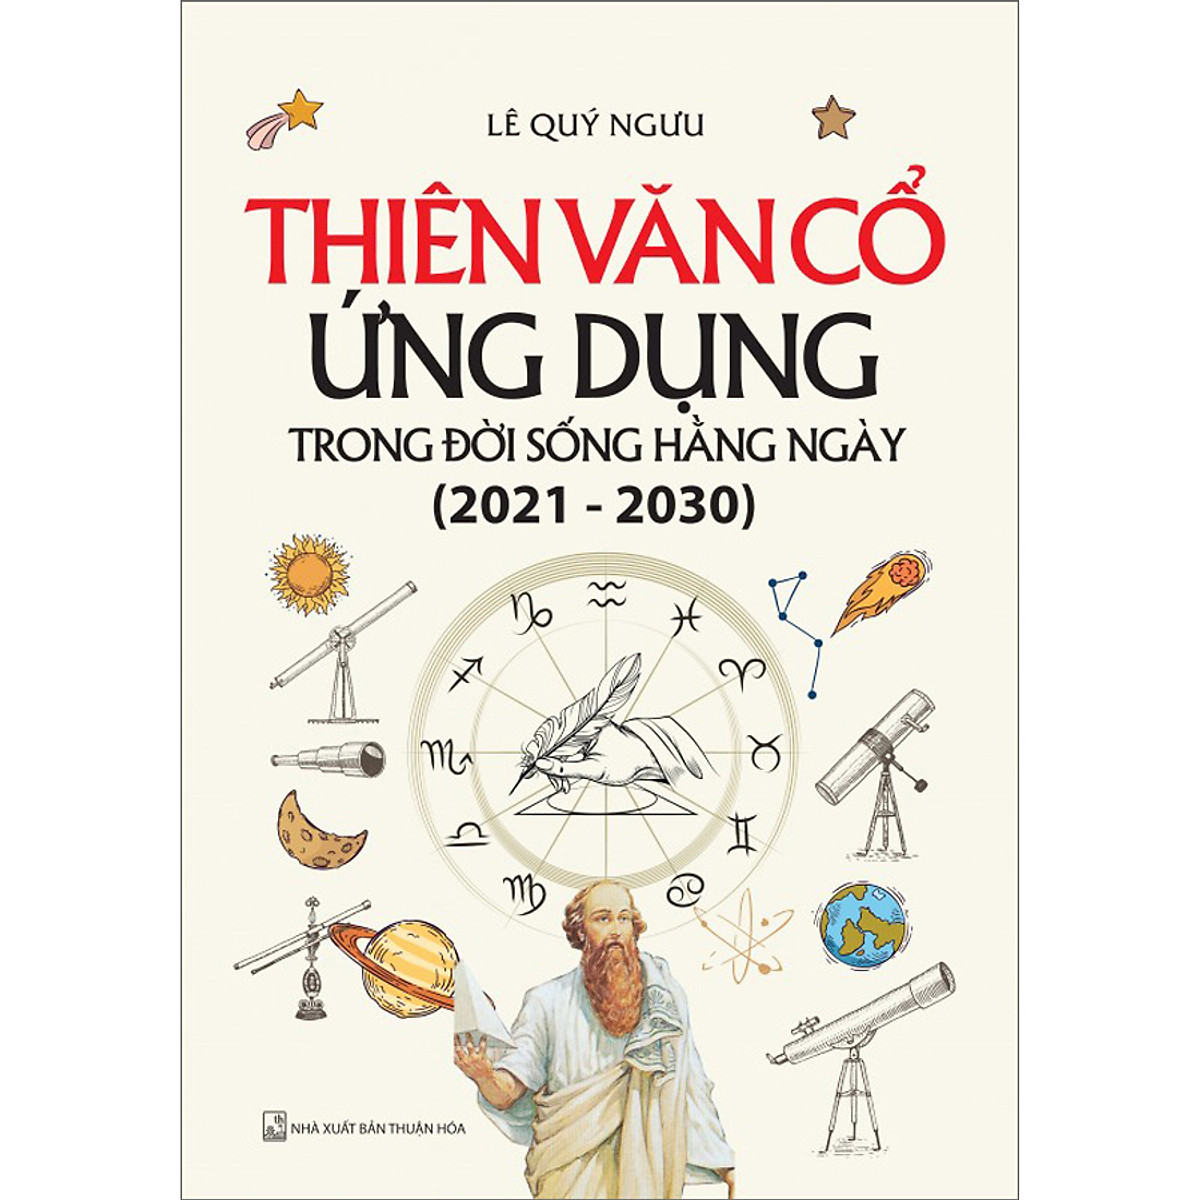 LÊ QUÝ NGƯU
THIÊN VĂN CỔ
ỨNG DỤNG
TRONG ĐỜI SỐNG HẰNG NGÀY
(2021 - 2030)
th
NHÀ XUẤT BẢN THUẬN HÓA